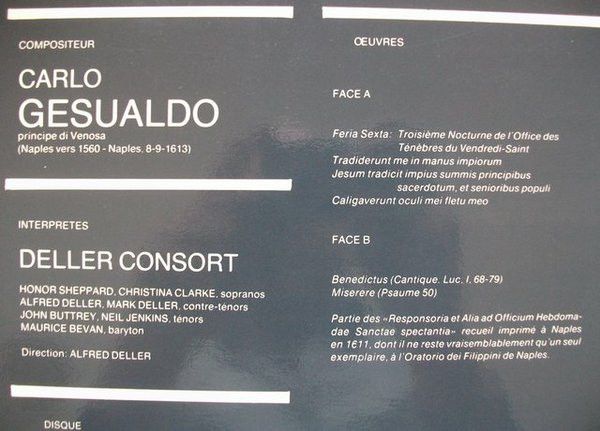 COMPOSITEUR
CARLO
GESUALDO
principe di Venosa
(Naples vers 1560 - Naples. 8-9-1613)
INTERPRETES
DELLER CONSORT
HONOR SHEPPARD, CHRISTINA CLARKE, sopranos
ALFRED DELLER, MARK DELLER, contre-ténors
JOHN BUTTREY, NEIL JENKINS, ténors
MAURICE BEVAN, baryton
Direction: ALFRED DELLER
DISQUE
ŒUVRES
FACE A
Feria Sexta: Troisième Nocturne de l'Office des
Ténèbres du Vendredi-Saint
Tradiderunt me in manus impiorum
Jesum tradicit impius summis principibus
sacerdotum, et senioribus populi
Caligaverunt oculi mei fletu meo
FACE B
Benedictus (Cantique. Luc, I, 68-79)
Miserere (Psaume 50)
Partie des «Responsoria et Alia ad Officium Hebdoma-
dae Sanctae spectantia» recueil imprimé à Naples
en 1611, dont il ne reste vraisemblablement qu'un seul
exemplaire, à l'Oratorio dei Filippini de Naples.